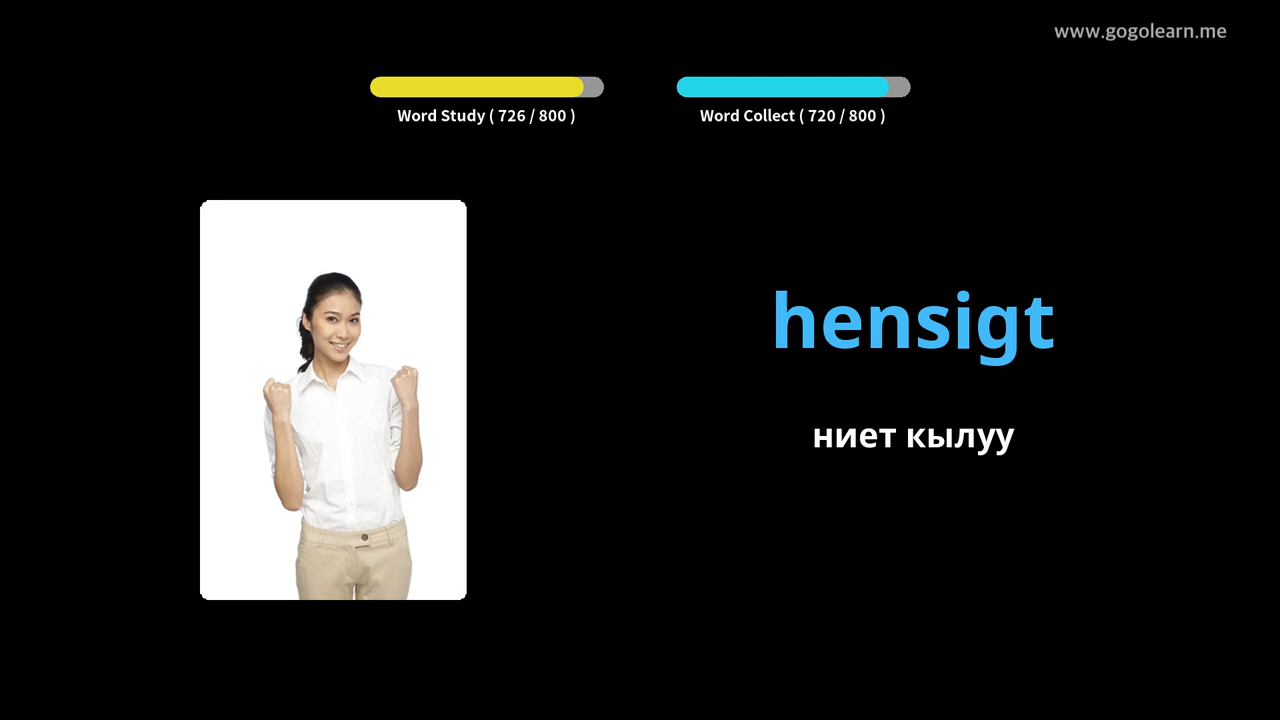 www.gogolearn.me
Word Study ( 726 / 800 )
Word Collect ( 720 / 800 )
hensigt
ниет кылуу